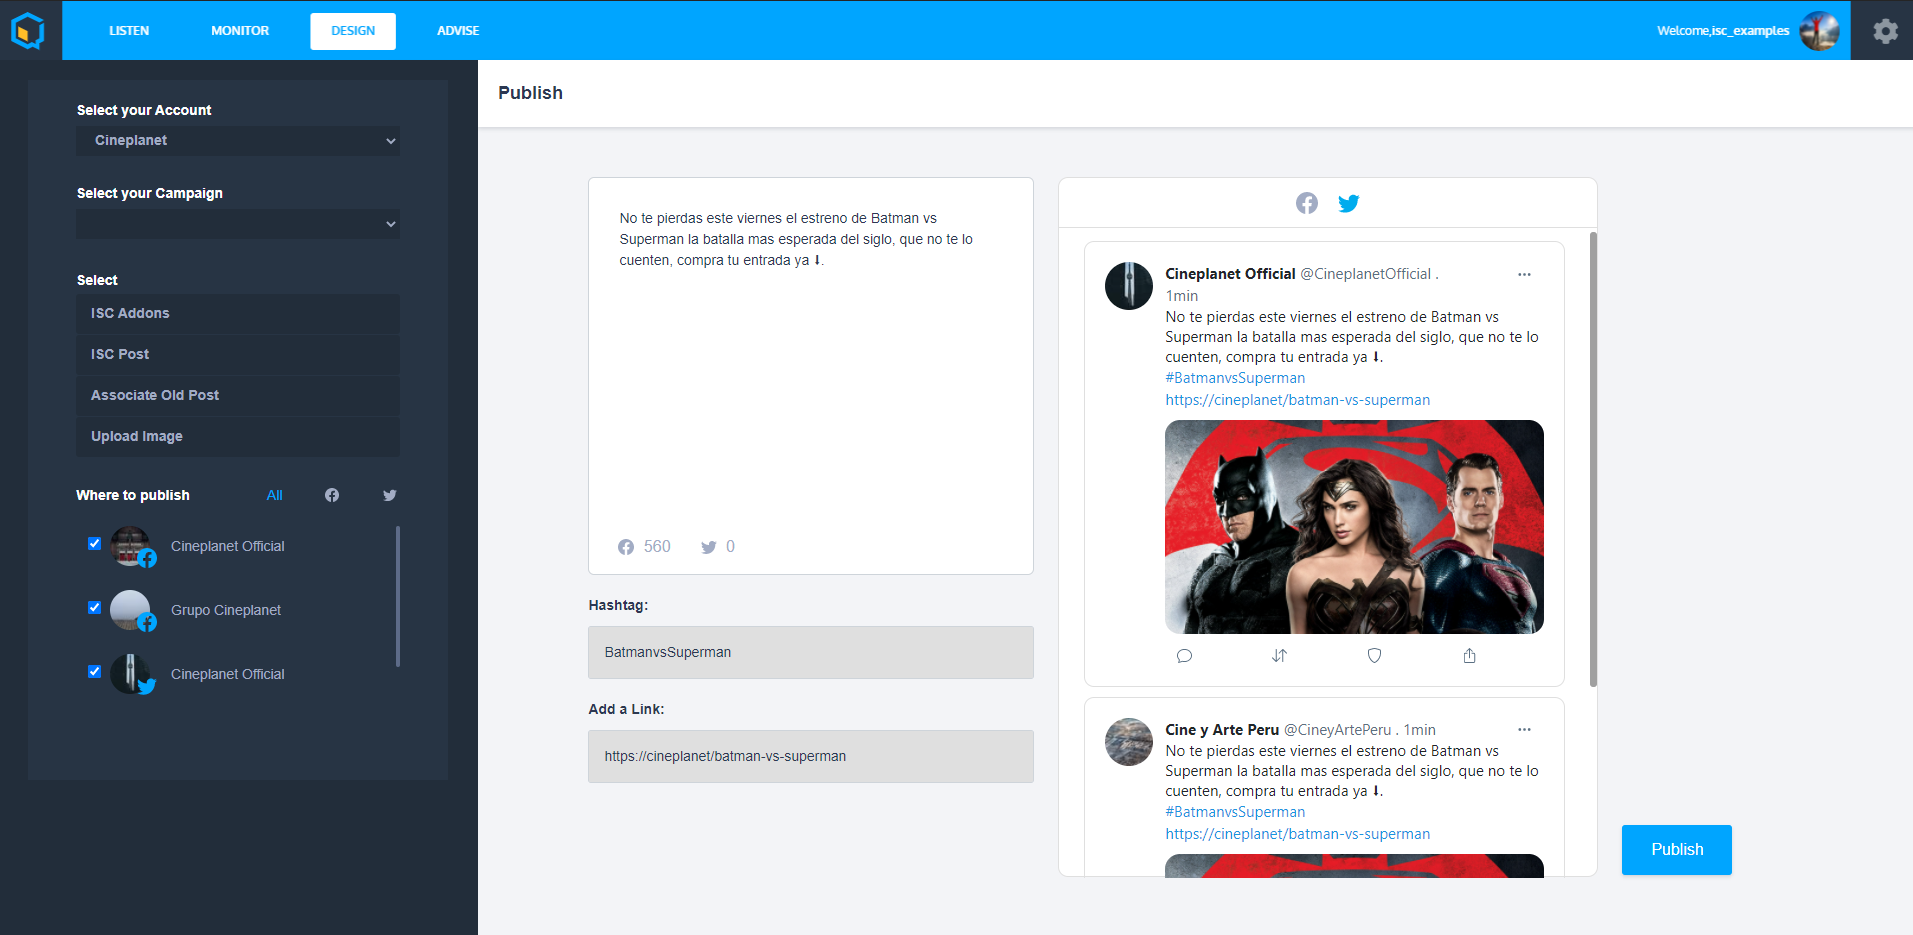 LISTEN
MONITOR
DESIGN
ADVISE
Welcome,isc_examples
Select your Account
Cineplanet
Select your Campaign
Select
ISC Addons
ISC Post
Associate Old Post
Upload Image
Where to publish
All
Cineplanet Official
Grupo Cineplanet
Cineplanet Official
Publish
No te pierdas este viernes el estreno de Batman vs
Superman la batalla mas esperada del siglo, que no te lo
cuenten, compra tu entrada ya ⬇.
560
0
Hashtag:
BatmanvsSuperman
Add a Link:
https://cineplanet/batman-vs-superman
Cineplanet Official @CineplanetOfficial .
1min
No te pierdas este viernes el estreno de Batman vs
Superman la batalla mas esperada del siglo, que no te lo
cuenten, compra tu entrada ya ⬇.
#BatmanvsSuperman
https://cineplanet/batman-vs-superman
Cine y Arte Peru @CineyArtePeru . 1min
No te pierdas este viernes el estreno de Batman vs
Superman la batalla mas esperada del siglo, que no te lo
cuenten, compra tu entrada ya ⬇.
#BatmanvsSuperman
https://cineplanet/batman-vs-superman
Publish